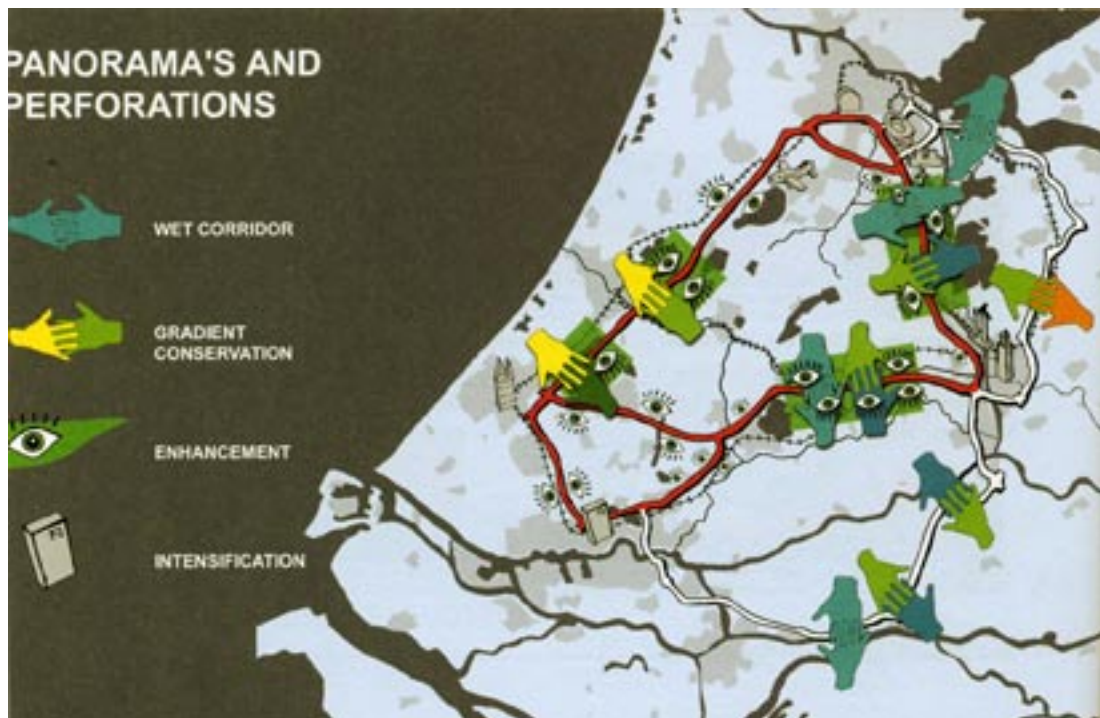 PANORAMA'S AND
PERFORATIONS
WET CORRIDOR
GRADIENT
CONSERVATION
ENHANCEMENT
INTENSIFICATION